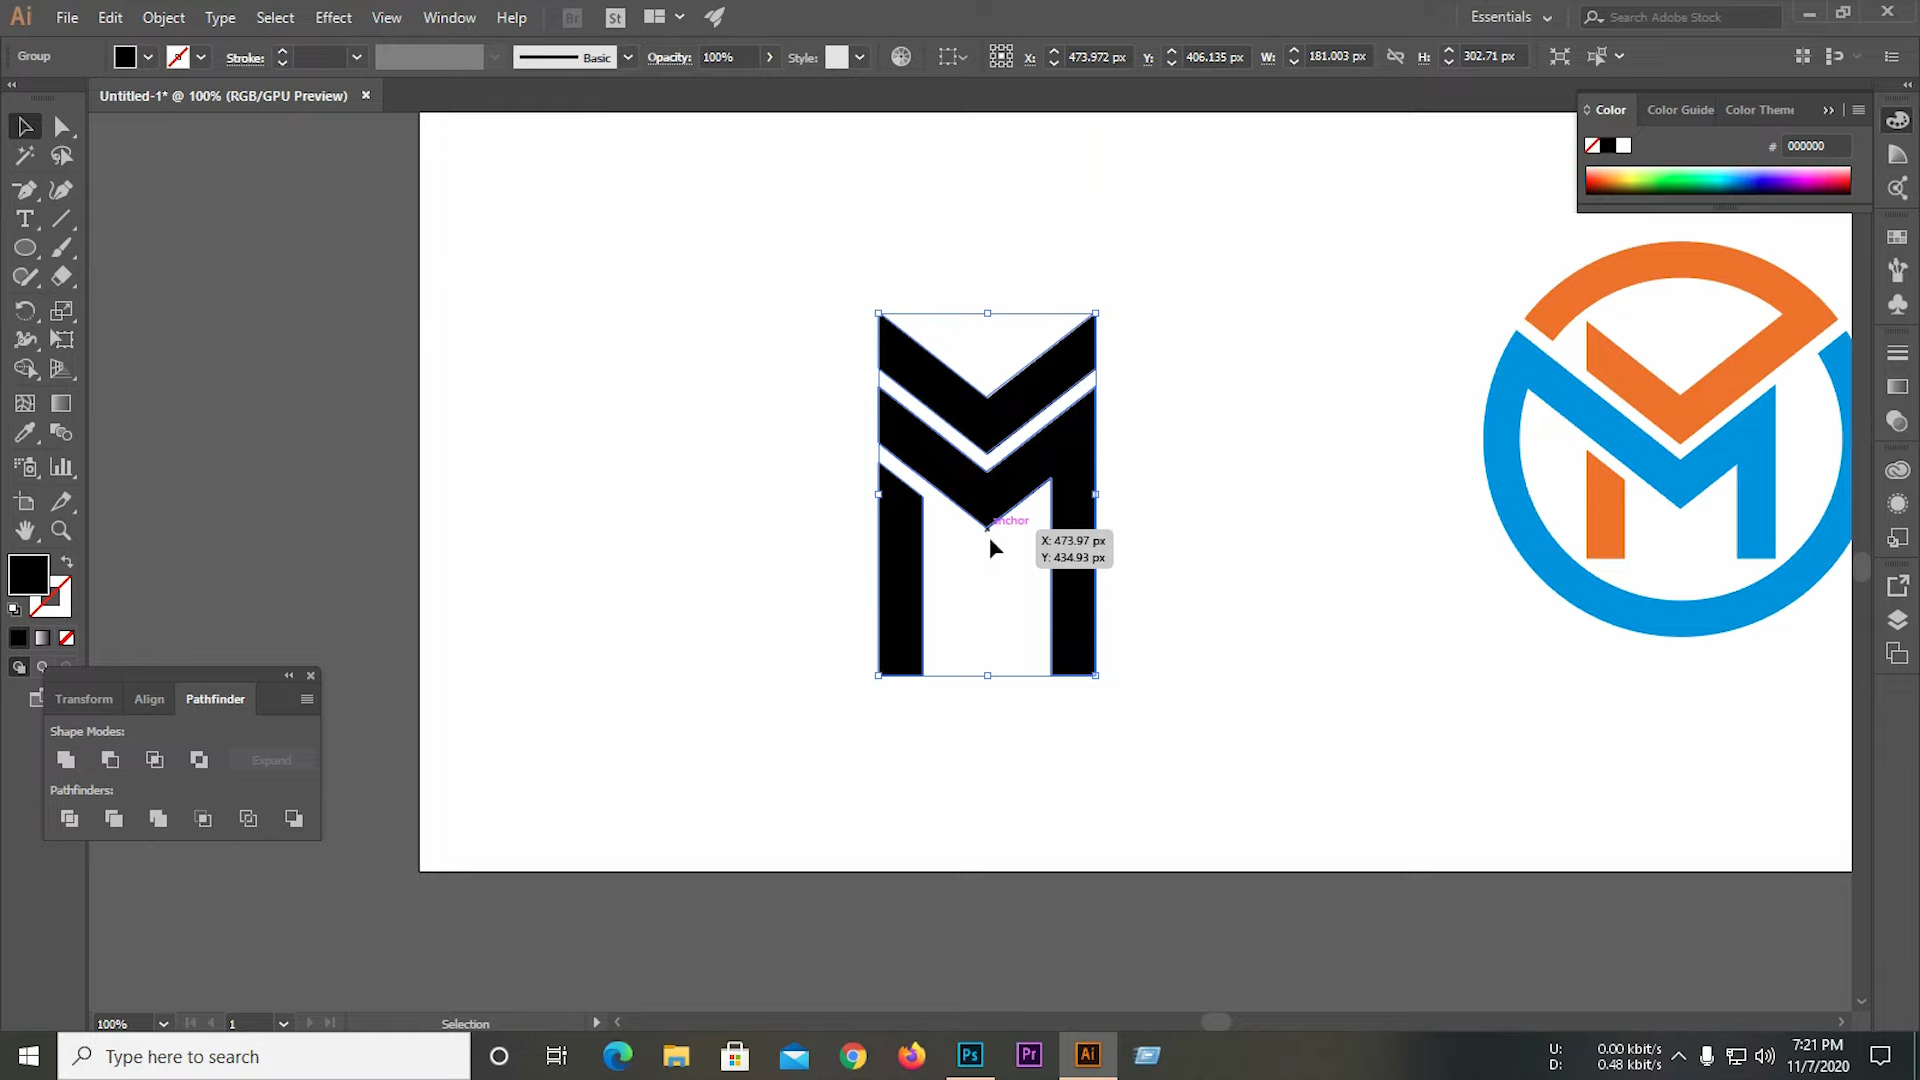 Ai File Edit Object Type Select Effect View Window Help Br St Essentials Search Adobe Stock
Group Stroke: Basic Opacity: 100% Style: X: 473.972 px Y: 406.135 px W: 181.003 px H: 302.71 px
Untitled-1* @ 100% (RGB/GPU Preview)
Color Color Guide Color Theme
# 000000
anchor
X: 473.97 px
Y: 434.93 px
Transform Align Pathfinder
Shape Modes:
Expand
Pathfinders:
100% 1 Selection
Type here to search
Ps Pr Ai
U: 0.00 kbit/s
D: 0.48 kbit/s
7:21 PM
11/7/2020